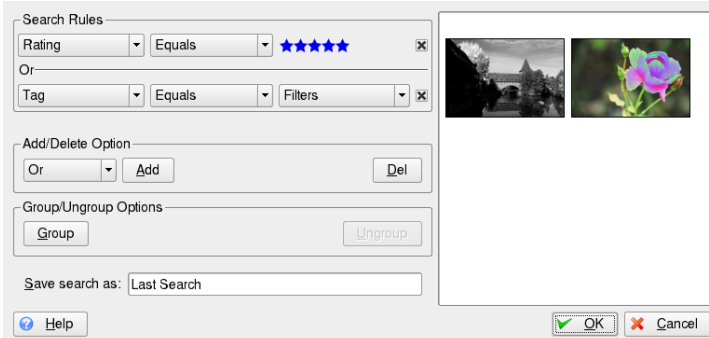 Search Rules
Rating Equals
Or
Tag Equals Filters
Add/Delete Option
Or Add Del
Group/Ungroup Options
Group Ungroup
Save search as: Last Search
Help OK Cancel